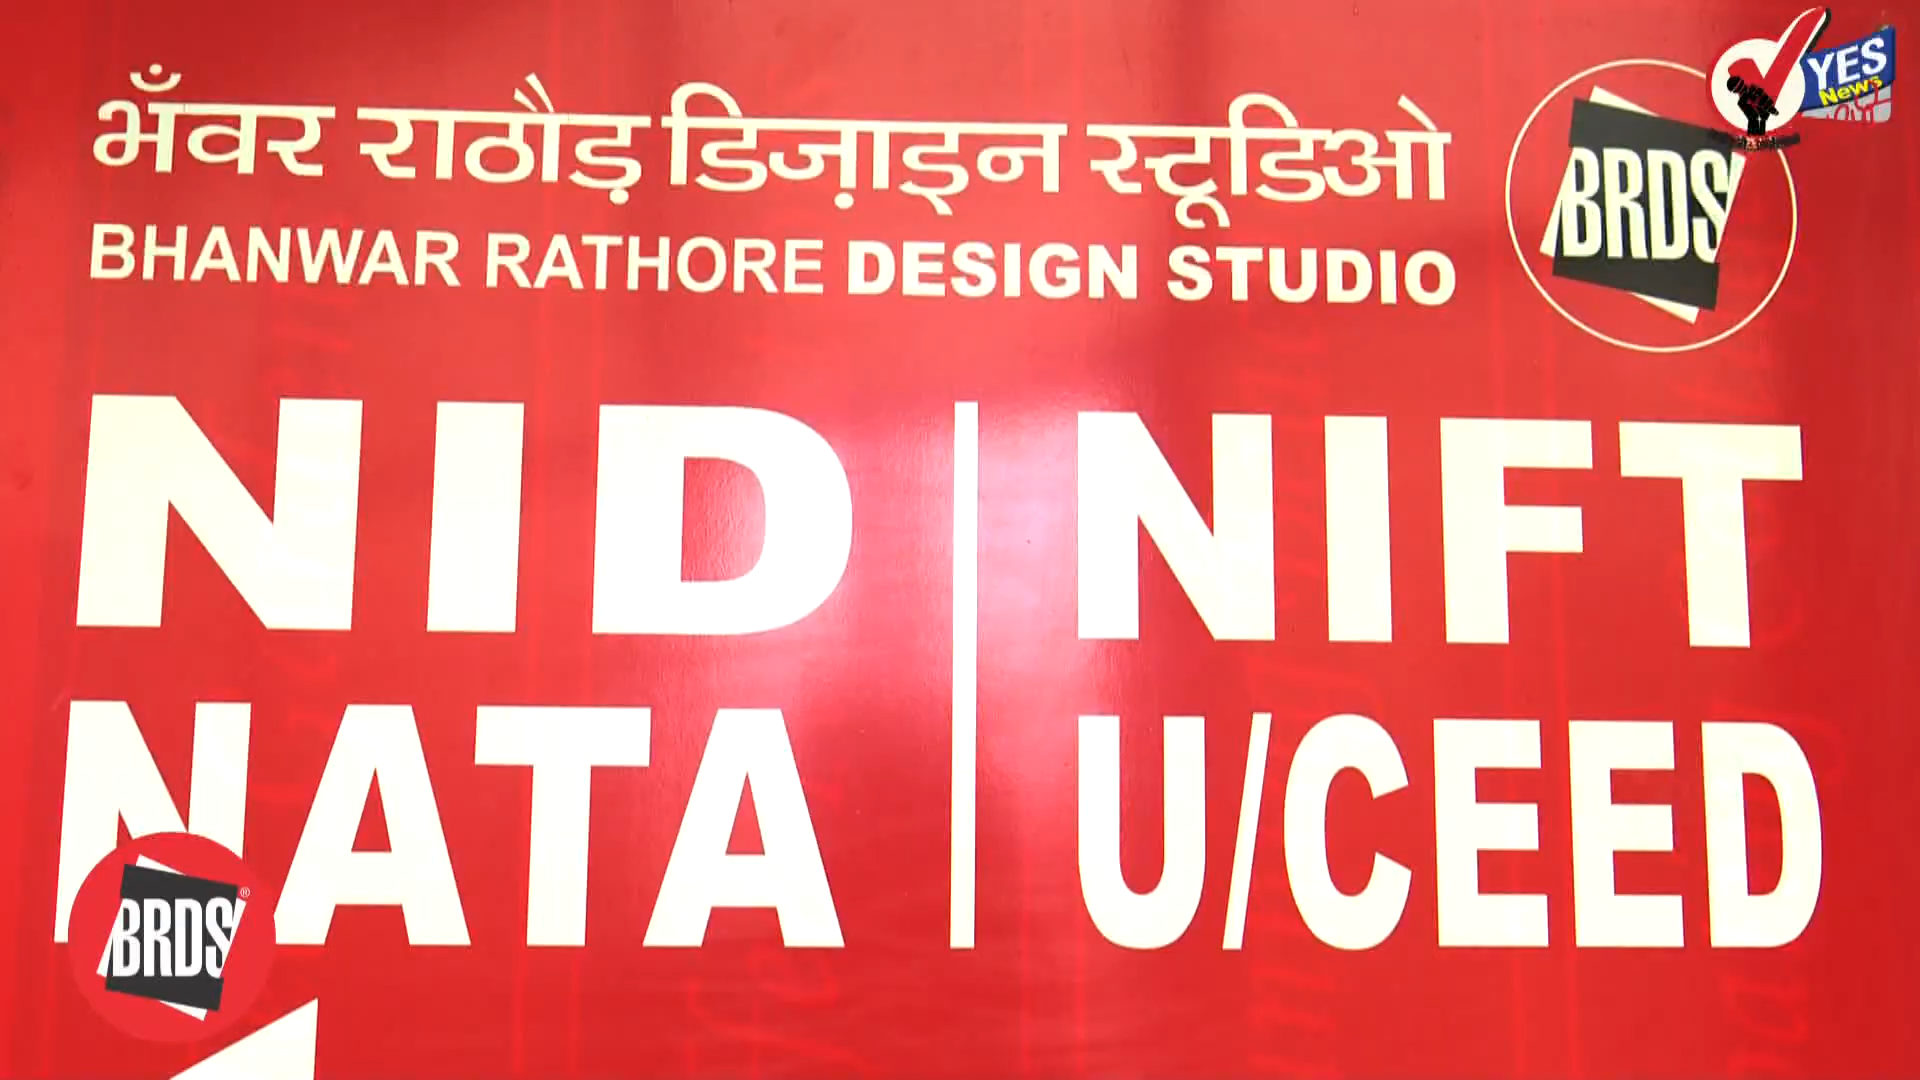 भँवर राठौड़ डिज़ाइन स्टूडिओ
BHANWAR RATHORE DESIGN STUDIO
BRDS
YES
News
NID | NIFT
NATA | U/CEED
BRDS®